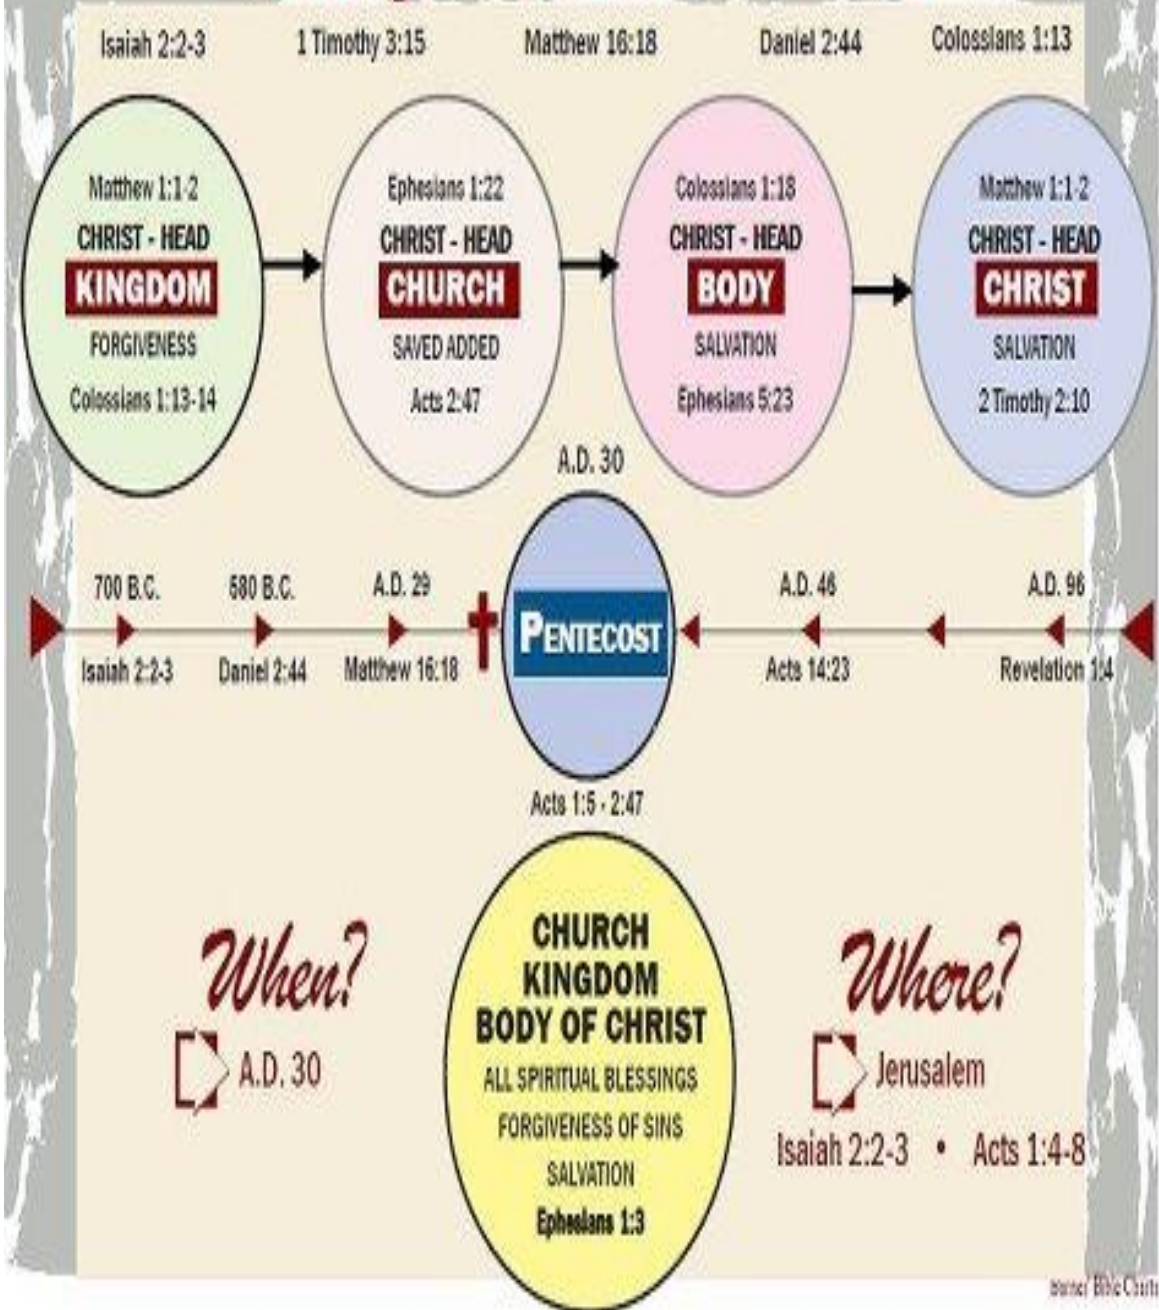 Isaiah 2:2-3 1 Timothy 3:15 Matthew 16:18 Daniel 2:44 Colossians 1:13
Matthew 1:1-2
CHRIST - HEAD
KINGDOM
FORGIVENESS
Colossians 1:13-14
Ephesians 1:22
CHRIST - HEAD
CHURCH
SAVED ADDED
Acts 2:47
Colossians 1:18
CHRIST - HEAD
BODY
SALVATION
Ephesians 5:23
Matthew 1:1-2
CHRIST - HEAD
CHRIST
SALVATION
2 Timothy 2:10
A.D. 30
700 B.C. 580 B.C. A.D. 29 A.D. 46 A.D. 96
PENTECOST
Isaiah 2:2-3 Daniel 2:44 Matthew 16:18 Acts 14:23 Revelation 1:4
Acts 1:5 - 2:47
When?
A.D. 30
CHURCH
KINGDOM
BODY OF CHRIST
ALL SPIRITUAL BLESSINGS
FORGIVENESS OF SINS
SALVATION
Ephesians 1:3
Where?
Jerusalem
Isaiah 2:2-3 • Acts 1:4-8
Bible Charts